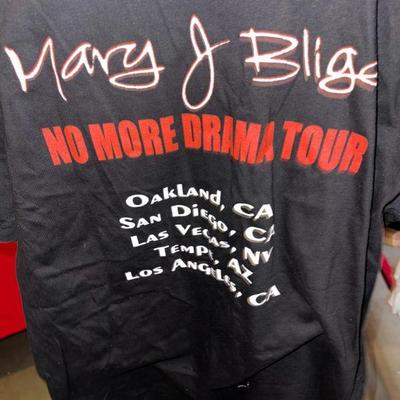 Mary J Blige
NO MORE DRAMA TOUR
OAKLAND, CA
SAN DIEGO, CA
LAS VEGAS, NV
TEMPE, AZ
LOS ANGELES, CA